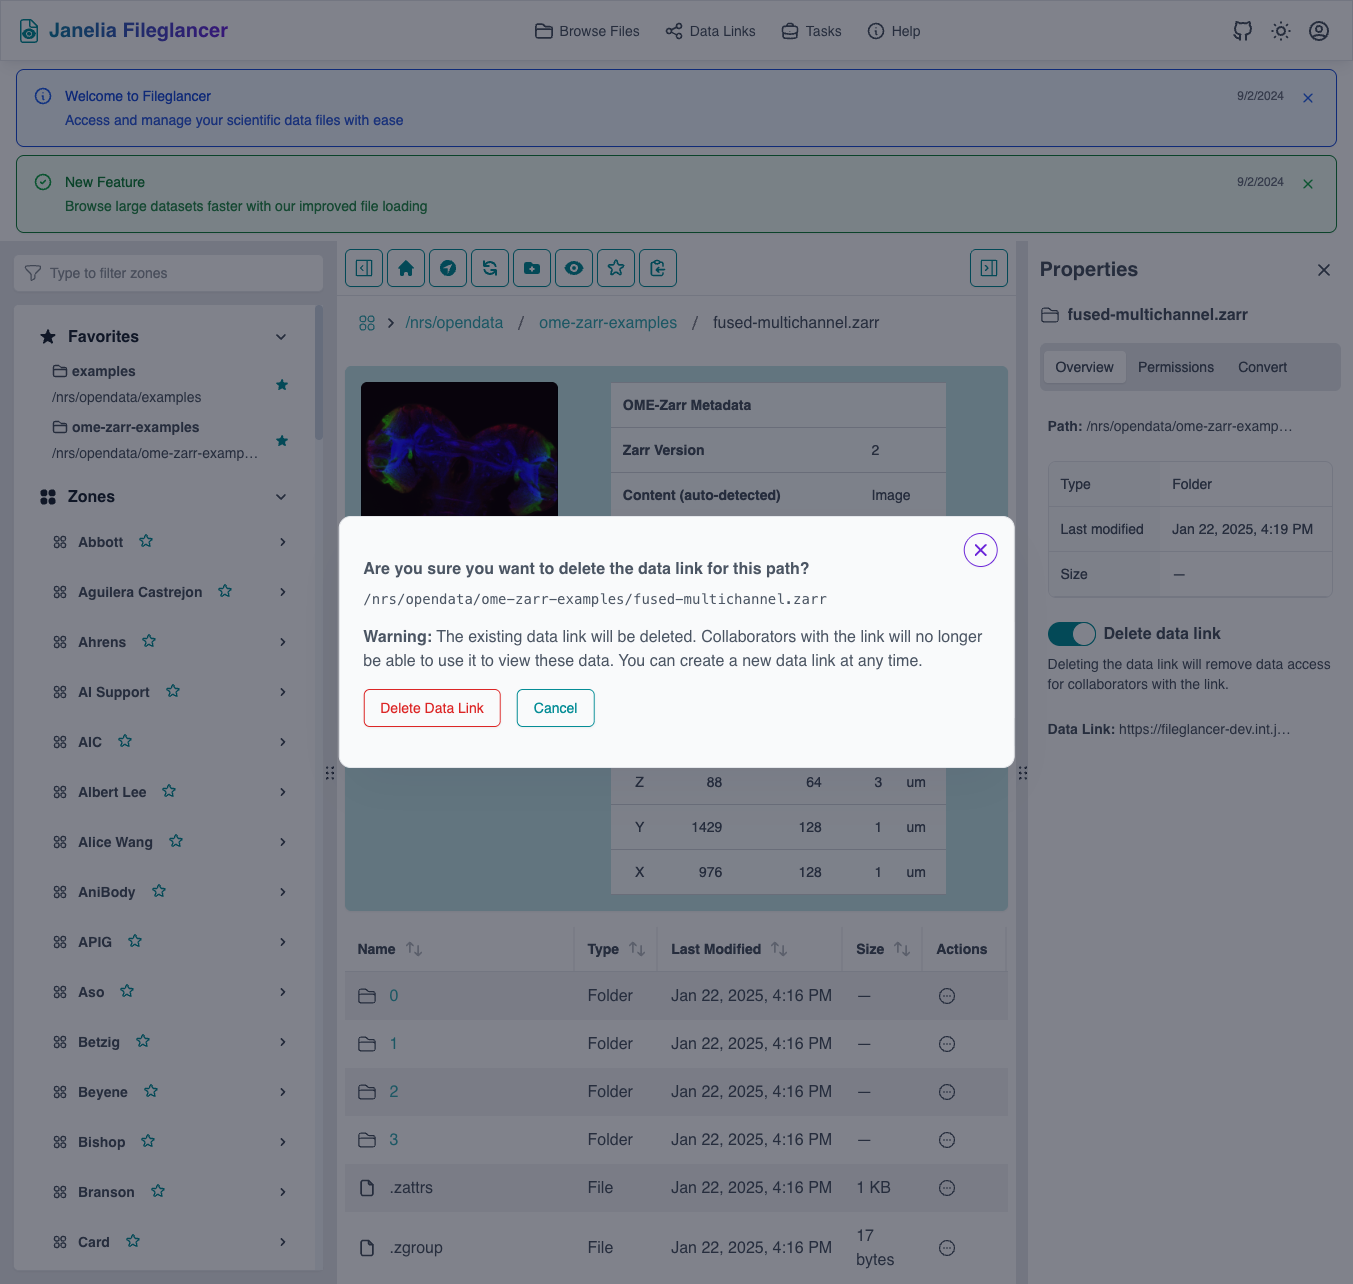 Janelia Fileglancer
Browse Files
Data Links
Tasks
Help
Welcome to Fileglancer
9/2/2024
Access and manage your scientific data files with ease
New Feature
9/2/2024
Browse large datasets faster with our improved file loading
Type to filter zones
Favorites
examples
/nrs/opendata/examples
ome-zarr-examples
/nrs/opendata/ome-zarr-examp...
Zones
Abbott
Aguilera Castrejon
Ahrens
AI Support
AIC
Albert Lee
Alice Wang
AniBody
APIG
Aso
Betzig
Beyene
Bishop
Branson
Card
/nrs/opendata / ome-zarr-examples / fused-multichannel.zarr
OME-Zarr Metadata
Zarr Version 2
Content (auto-detected) Image
Are you sure you want to delete the data link for this path?
/nrs/opendata/ome-zarr-examples/fused-multichannel.zarr
Warning: The existing data link will be deleted. Collaborators with the link will no longer
be able to use it to view these data. You can create a new data link at any time.
Delete Data Link
Cancel
Z 88 64 3 um
Y 1429 128 1 um
X 976 128 1 um
Name Type Last Modified Size Actions
0 Folder Jan 22, 2025, 4:16 PM —
1 Folder Jan 22, 2025, 4:16 PM —
2 Folder Jan 22, 2025, 4:16 PM —
3 Folder Jan 22, 2025, 4:16 PM —
.zattrs File Jan 22, 2025, 4:16 PM 1 KB
.zgroup File Jan 22, 2025, 4:16 PM 17
bytes
Properties
fused-multichannel.zarr
Overview
Permissions
Convert
Path: /nrs/opendata/ome-zarr-examp...
Type Folder
Last modified Jan 22, 2025, 4:19 PM
Size —
Delete data link
Deleting the data link will remove data access
for collaborators with the link.
Data Link: https://fileglancer-dev.int.j...